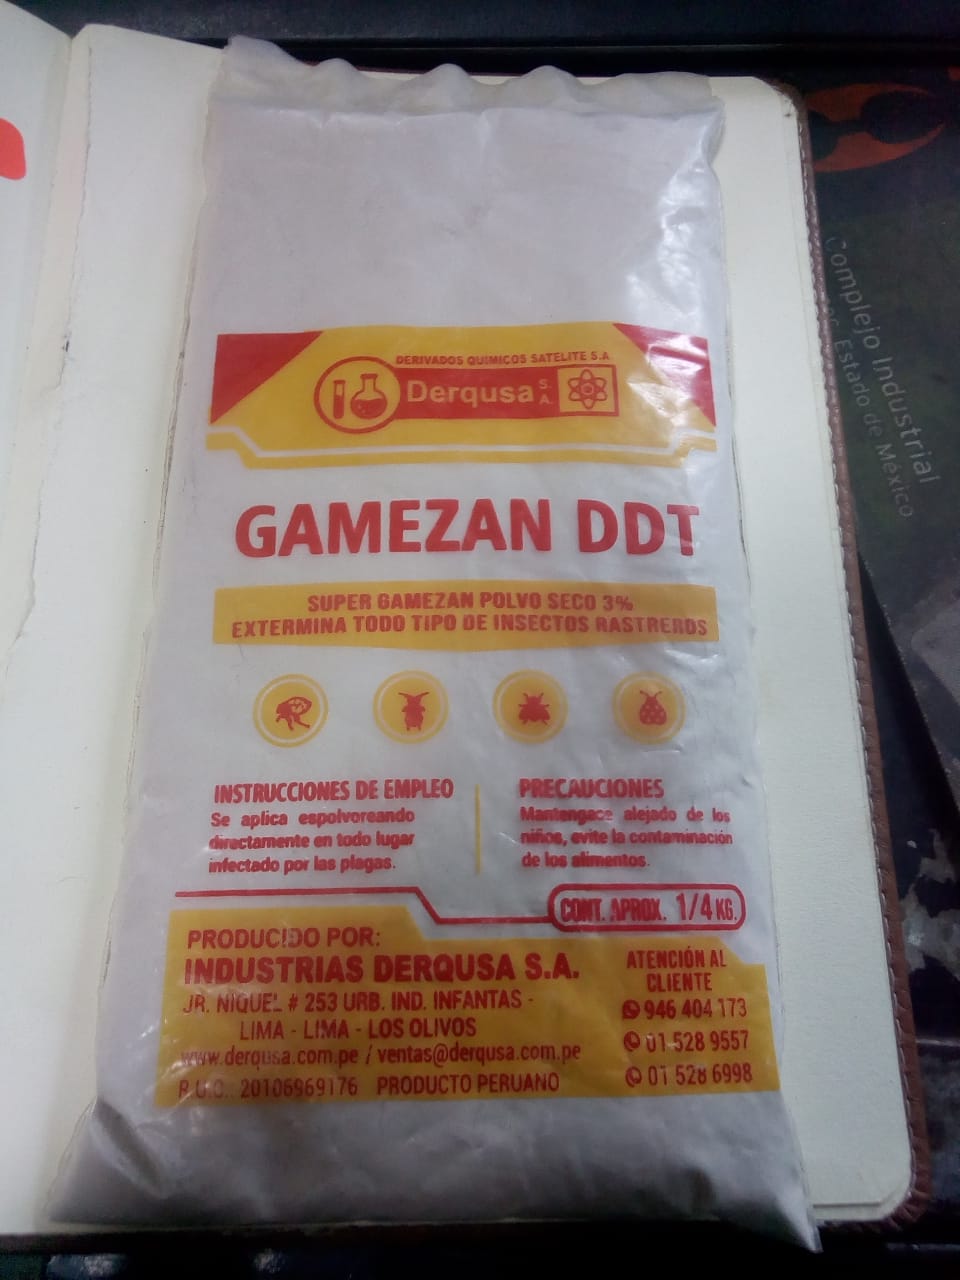 DERIVADOS QUIMICOS SATELITE S.A
Derqusa S.A.
GAMEZAN DDT
SUPER GAMEZAN POLVO SECO 3%
EXTERMINA TODO TIPO DE INSECTOS RASTREROS
INSTRUCCIONES DE EMPLEO
Se aplica espolvoreando
directamente en todo lugar
infectado por las plagas.
PRECAUCIONES
Mantengace alejado de los
niños, evite la contaminación
de los alimentos.
CONT. APROX. 1/4 KG.
PRODUCIDO POR:
INDUSTRIAS DERQUSA S.A.
JR. NIQUEL # 253 URB. IND. INFANTAS -
LIMA - LIMA - LOS OLIVOS
www.derqusa.com.pe / ventas@derqusa.com.pe
R.U.C.: 20106969176 PRODUCTO PERUANO
ATENCIÓN AL
CLIENTE
946 404 173
01 528 9557
01 528 6998
Complejo Industrial
Estado de México